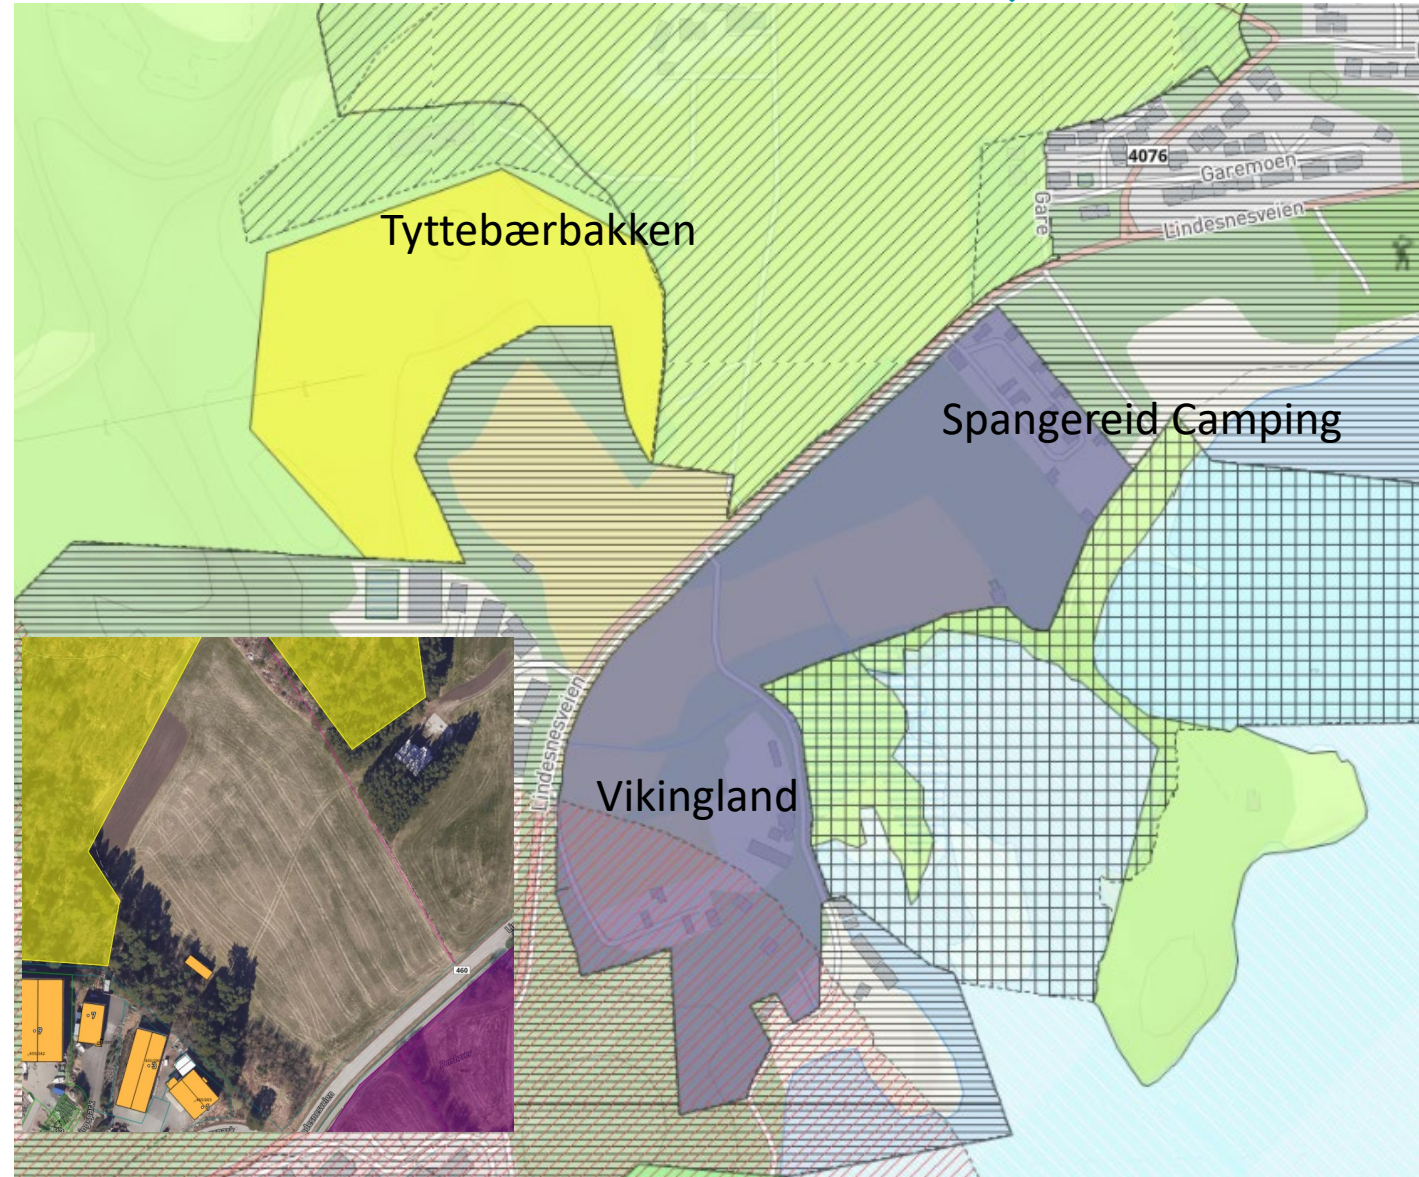 4076
Garemoen
Gare
Lindesnesveien
Tyttebærbakken
Spangereid Camping
Lindesnesveien
Vikingland
460